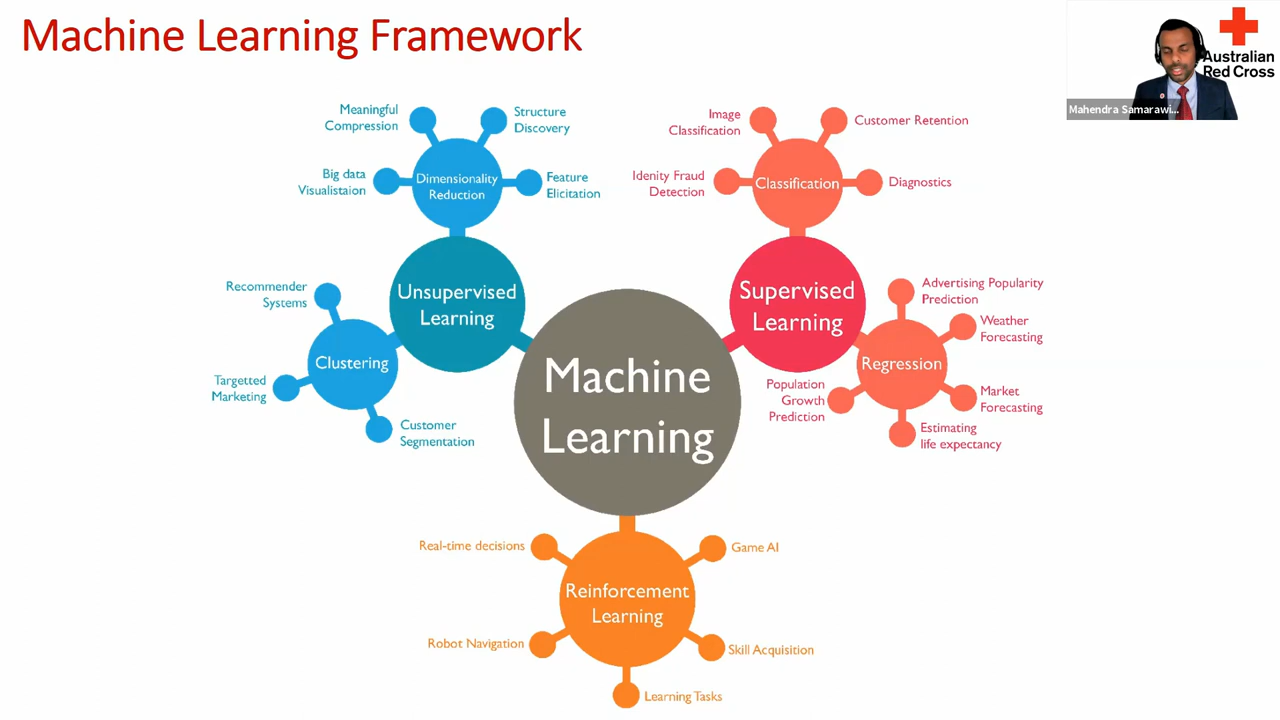 Machine Learning Framework
Australian
Red Cross
Mahendra Samarawi...
Meaningful
Compression
Structure
Discovery
Big data
Visualistaion
Dimensionality
Reduction
Feature
Elicitation
Image
Classification
Customer Retention
Idenity Fraud
Detection
Classification
Diagnostics
Recommender
Systems
Unsupervised
Learning
Clustering
Targetted
Marketing
Customer
Segmentation
Supervised
Learning
Advertising Popularity
Prediction
Weather
Forecasting
Regression
Population
Growth
Prediction
Market
Forecasting
Estimating
life expectancy
Machine
Learning
Real-time decisions
Game AI
Reinforcement
Learning
Robot Navigation
Skill Acquisition
Learning Tasks